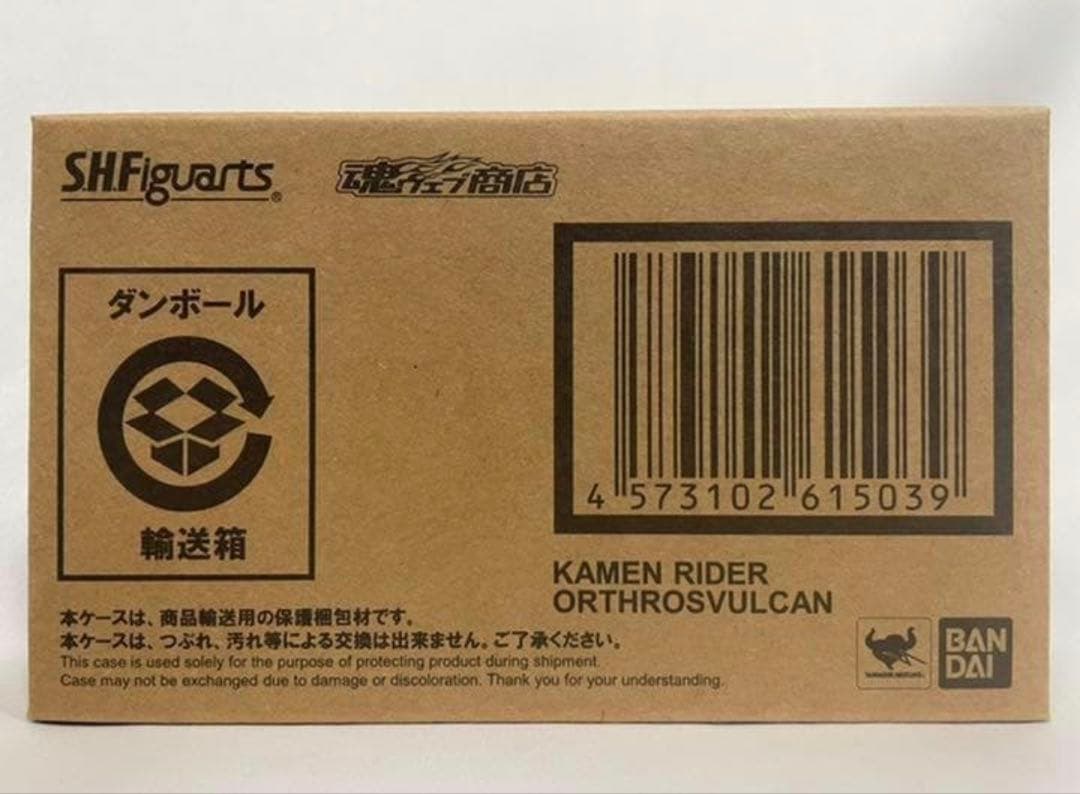 S.H.Figuarts®
魂ウェブ商店
ダンボール
輸送箱
4 573102 615039
KAMEN RIDER
ORTHROSVULCAN
本ケースは、商品輸送用の保護梱包材です。
本ケースは、つぶれ、汚れ等による交換は出来ません。ご了承ください。
This case is used solely for the purpose of protecting product during shipment.
Case may not be exchanged due to damage or discoloration. Thank you for your understanding.
TAMASHII NATIONS
BAN
DAI